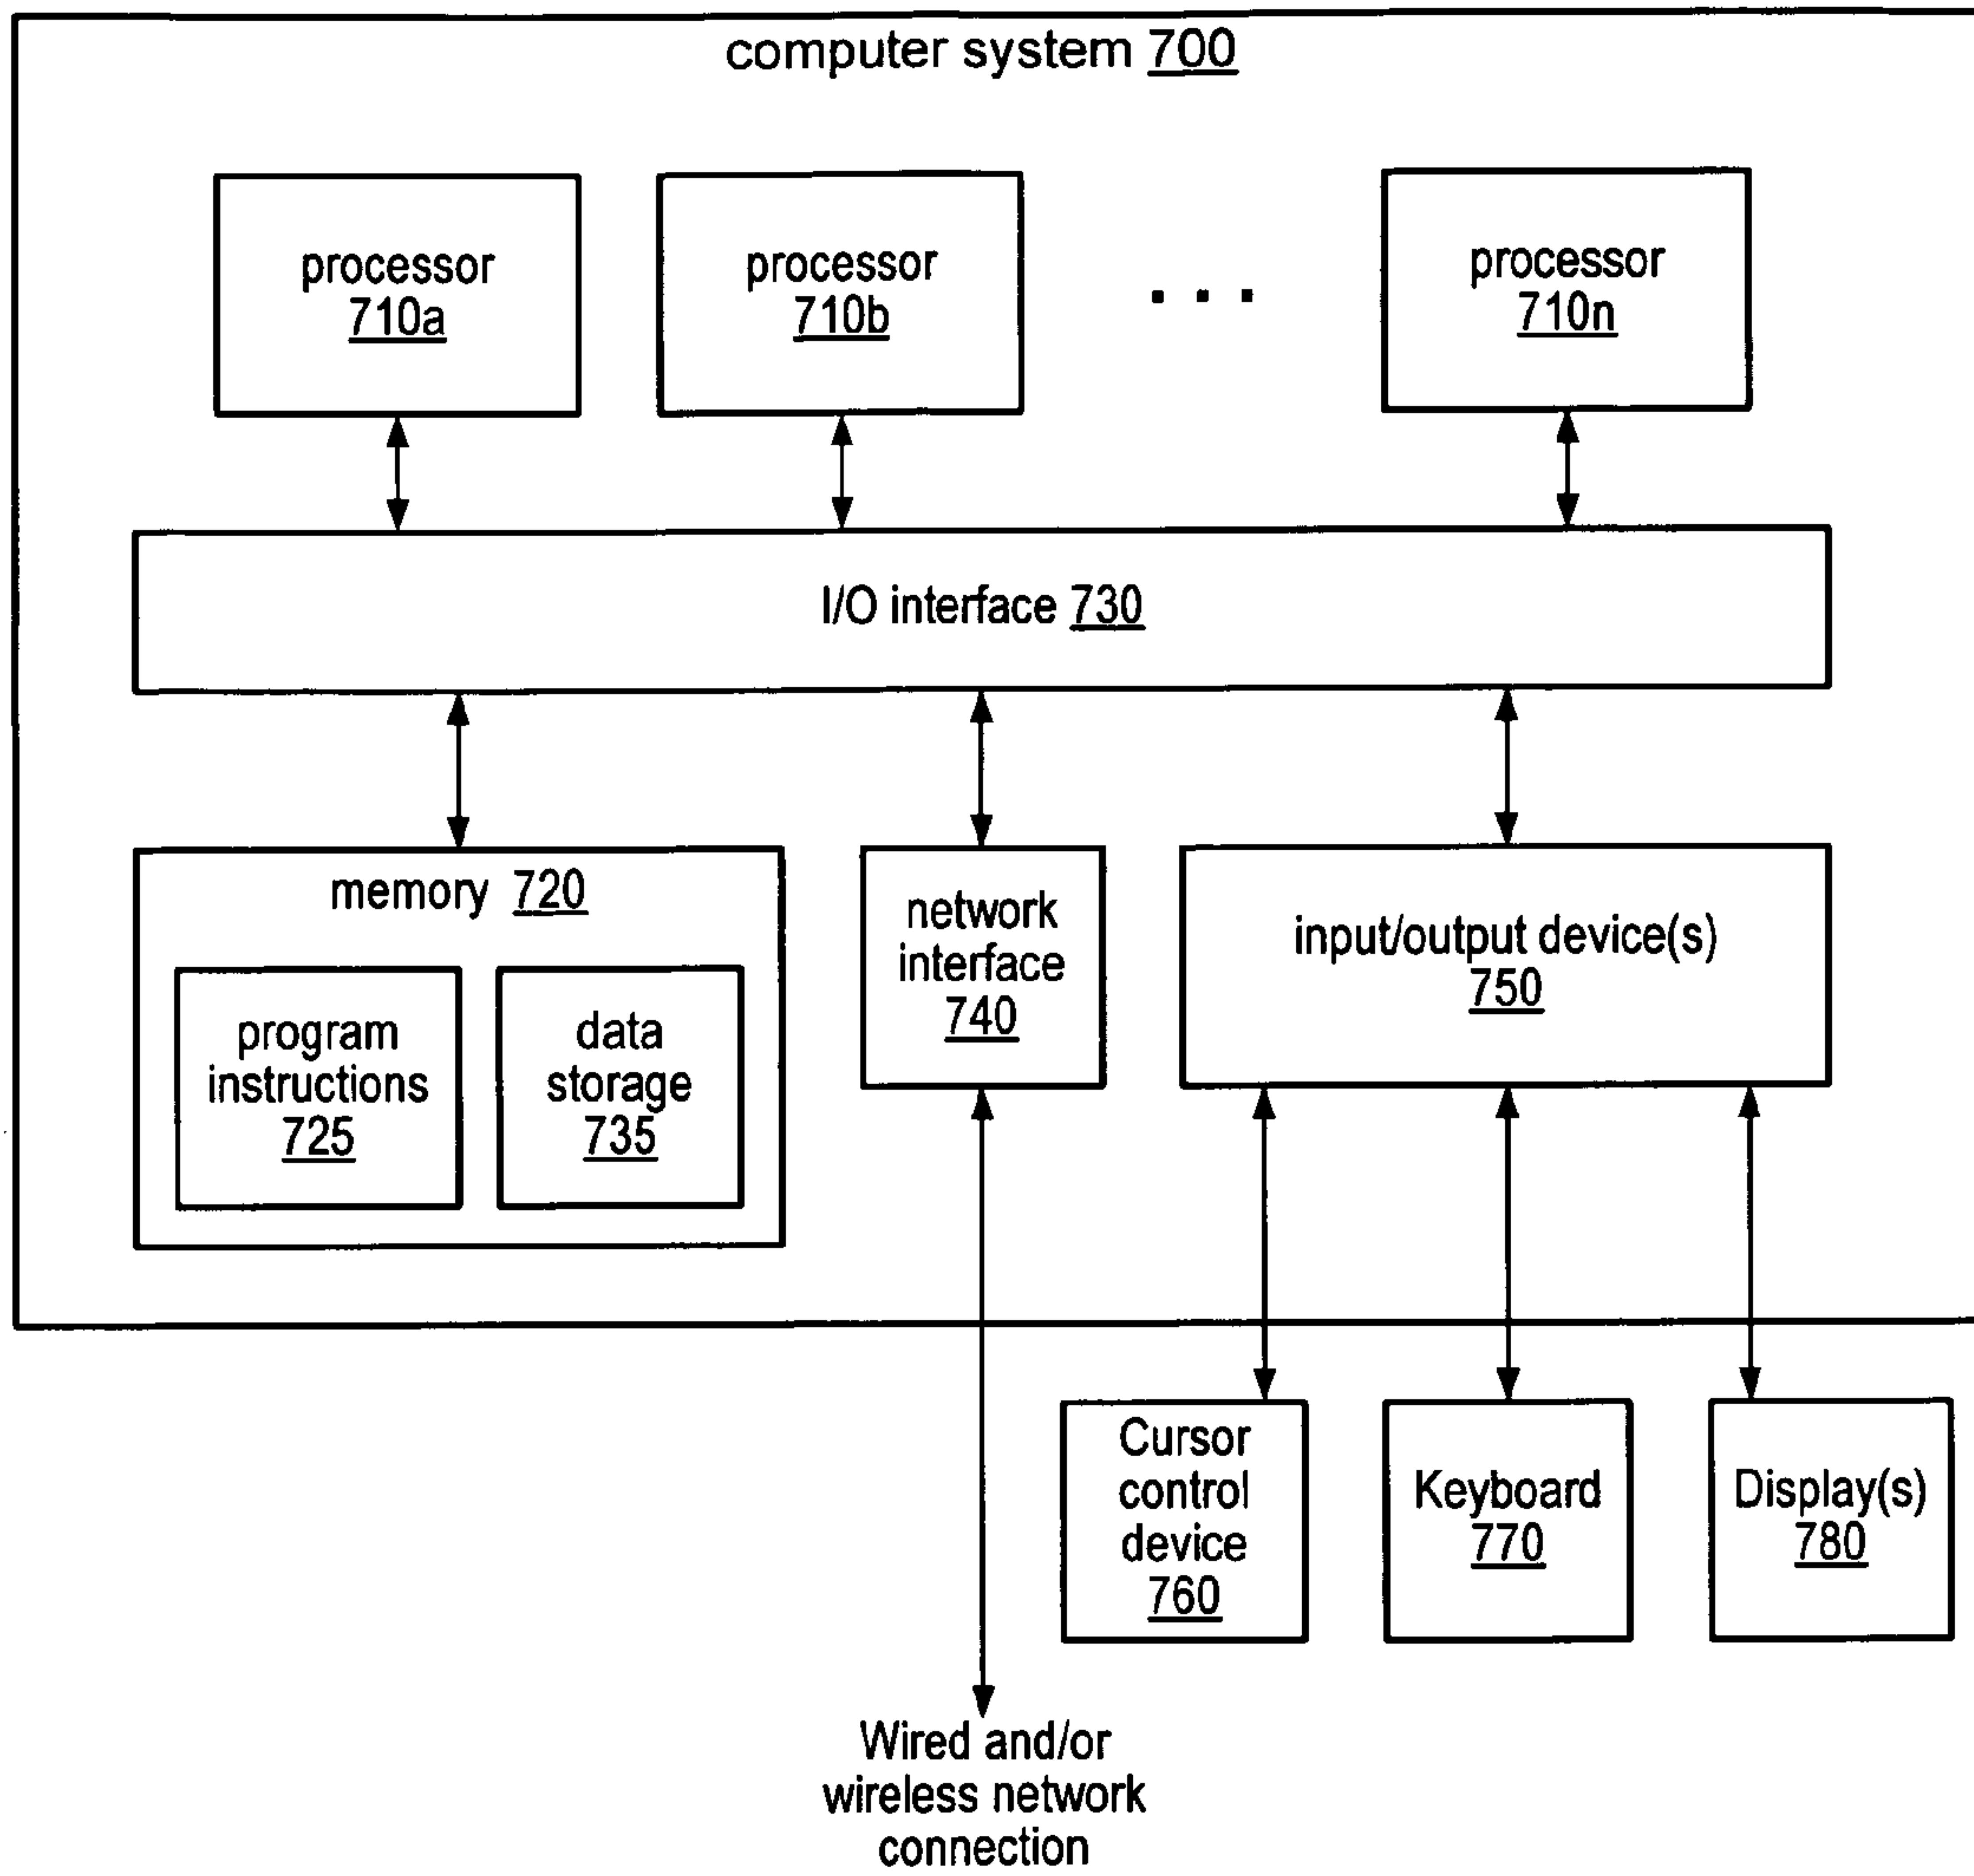 computer system 700
processor
710a
processor
710b
. . .
processor
710n
I/O interface 730
memory 720
program
instructions
725
data
storage
735
network
interface
740
input/output device(s)
750
Cursor
control
device
760
Keyboard
770
Display(s)
780
Wired and/or
wireless network
connection